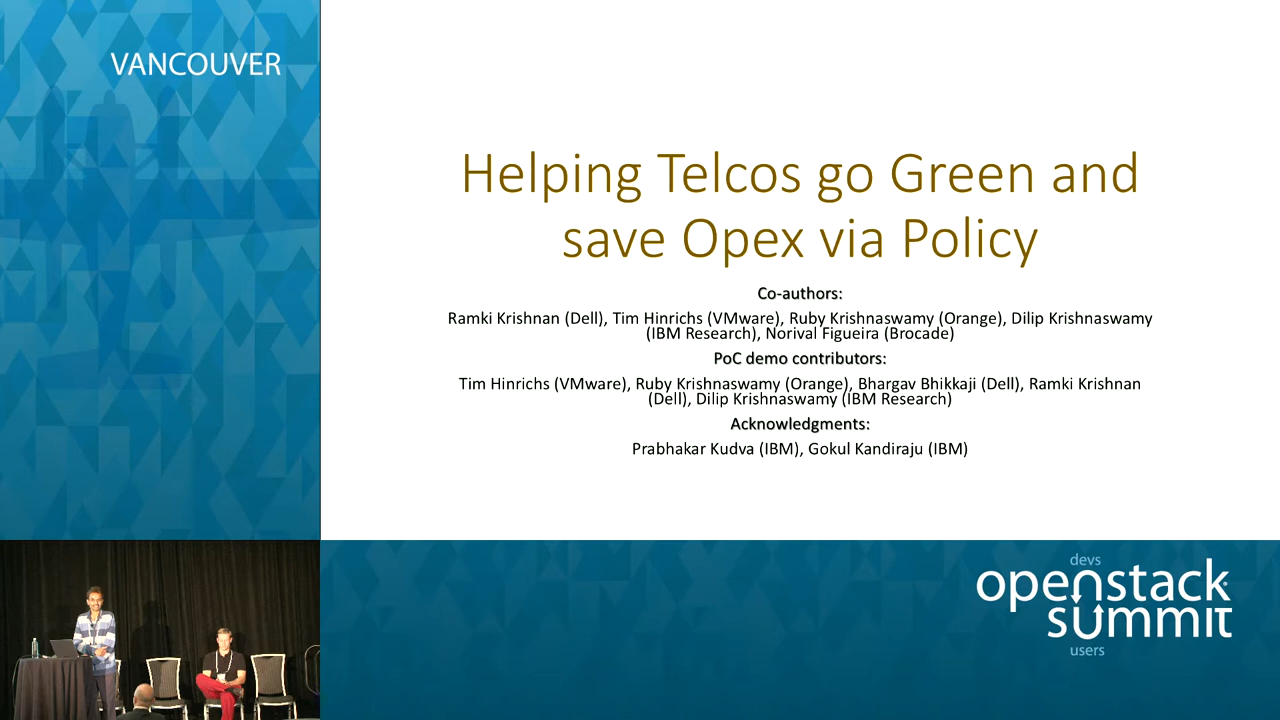 VANCOUVER
Helping Telcos go Green and
save Opex via Policy
Co-authors:
Ramki Krishnan (Dell), Tim Hinrichs (VMware), Ruby Krishnaswamy (Orange), Dilip Krishnaswamy
(IBM Research), Norival Figueira (Brocade)
PoC demo contributors:
Tim Hinrichs (VMware), Ruby Krishnaswamy (Orange), Bhargav Bhikkaji (Dell), Ramki Krishnan
(Dell), Dilip Krishnaswamy (IBM Research)
Acknowledgments:
Prabhakar Kudva (IBM), Gokul Kandiraju (IBM)
devs
openstack
summit
users